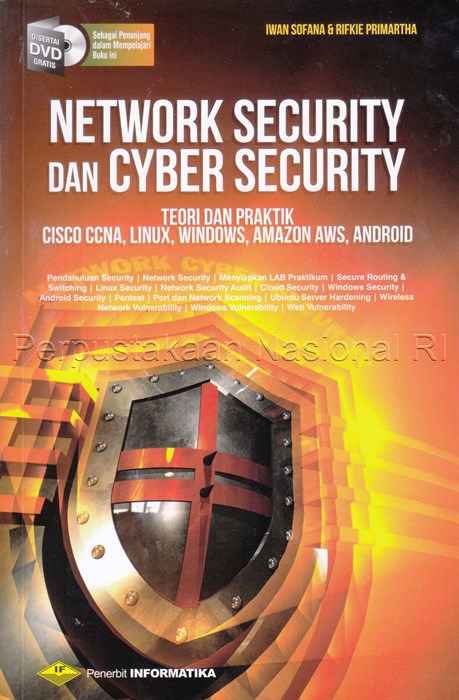 IWAN SOFANA & RIFKIE PRIMARTHA
DISERTAI
DVD
GRATIS
Sebagai Penunjang
dalam Mempelajari
Buku ini
NETWORK SECURITY
DAN CYBER SECURITY
TEORI DAN PRAKTIK
CISCO CCNA, LINUX, WINDOWS, AMAZON AWS, ANDROID
Pendahuluan Security | Network Security | Menyiapkan LAB Praktikum | Secure Routing &
Switching | Linux Security | Network Security Audit | Cloud Security | Windows Security |
Android Security | Pentest | Port dan Network Scanning | Ubuntu Server Hardening | Wireless
Network Vulnerability | Windows Vulnerability | Web Vulnerability
Perpustakaan Nasional RI
IF
Penerbit INFORMATIKA